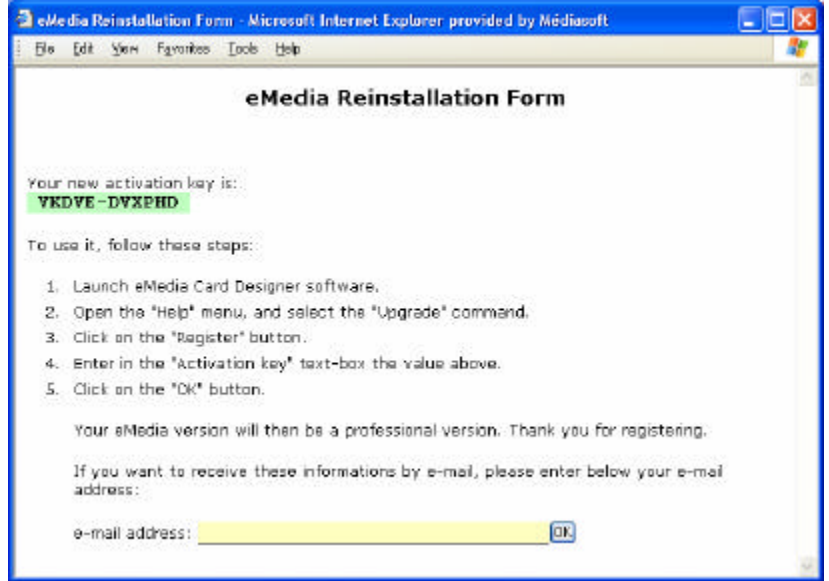 eMedia Reinstallation Form - Microsoft Internet Explorer provided by Médiasoft
File Edit View Favorites Tools Help
eMedia Reinstallation Form
Your new activation key is:
VKDVE-DVXPHD
To use it, follow these steps:
1. Launch eMedia Card Designer software.
2. Open the "Help" menu, and select the "Upgrade" command.
3. Click on the "Register" button.
4. Enter in the "Activation key" text-box the value above.
5. Click on the "OK" button.
Your eMedia version will then be a professional version. Thank you for registering.
If you want to receive these informations by e-mail, please enter below your e-mail
address:
e-mail address: OK